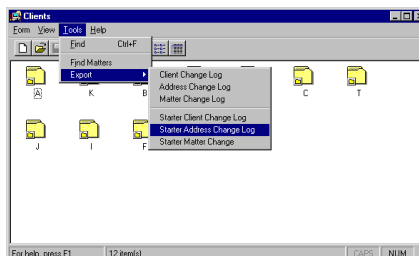 Clients
Form View Tools Help
Find Ctrl+F
Find Matters
Export
Client Change Log
Address Change Log
Matter Change Log
Starter Client Change Log
Starter Address Change Log
Starter Matter Change
A K B C T
J I F
For help, press F1 12 item(s) CAPS NUM